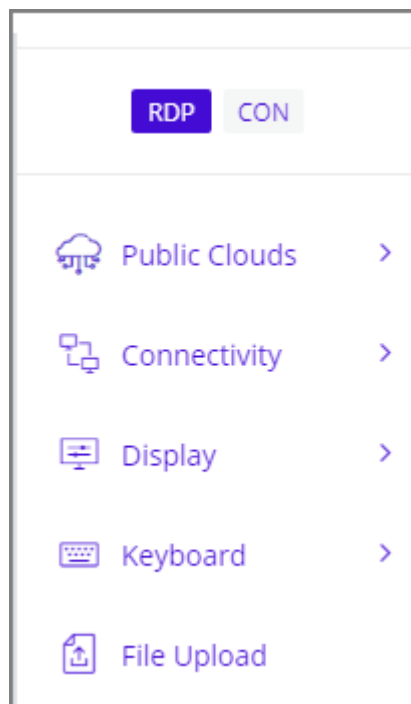 RDP CON
Public Clouds
Connectivity
Display
Keyboard
File Upload